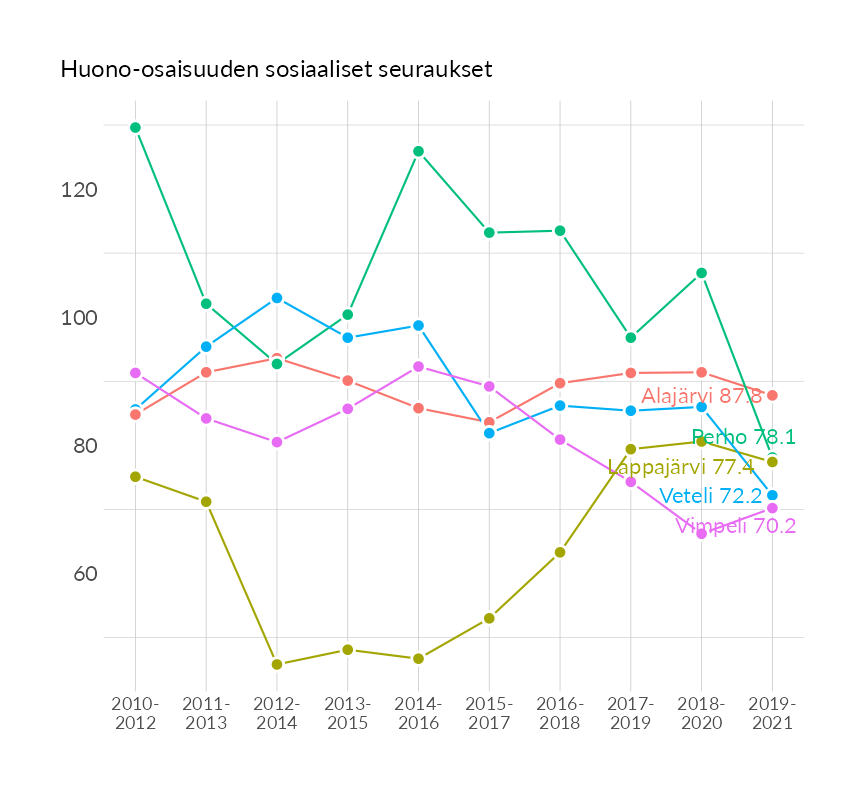 Huono-osaisuuden sosiaaliset seuraukset
120
100
80
60
Alajärvi 87.8
Perho 78.1
Lappajärvi 77.4
Veteli 72.2
Vimpeli 70.2
2010- 2011- 2012- 2013- 2014- 2015- 2016- 2017- 2018- 2019-
2012 2013 2014 2015 2016 2017 2018 2019 2020 2021